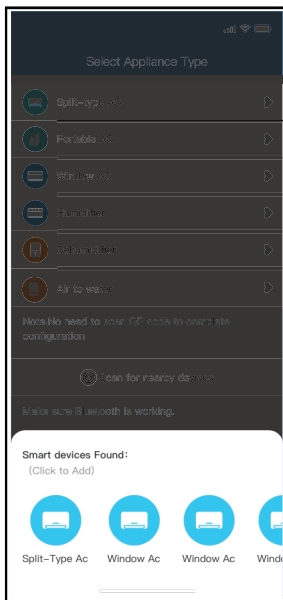 Select Appliance Type
Split-type AC
Portable AC
Window AC
Humidifier
Dehumidifier
Air to water
Note:No need to scan QR code to complete
configuration
Scan for nearby devices
Make sure Bluetooth is working.
Smart devices Found:
(Click to Add)
Split-Type Ac
Window Ac
Window Ac
Wind